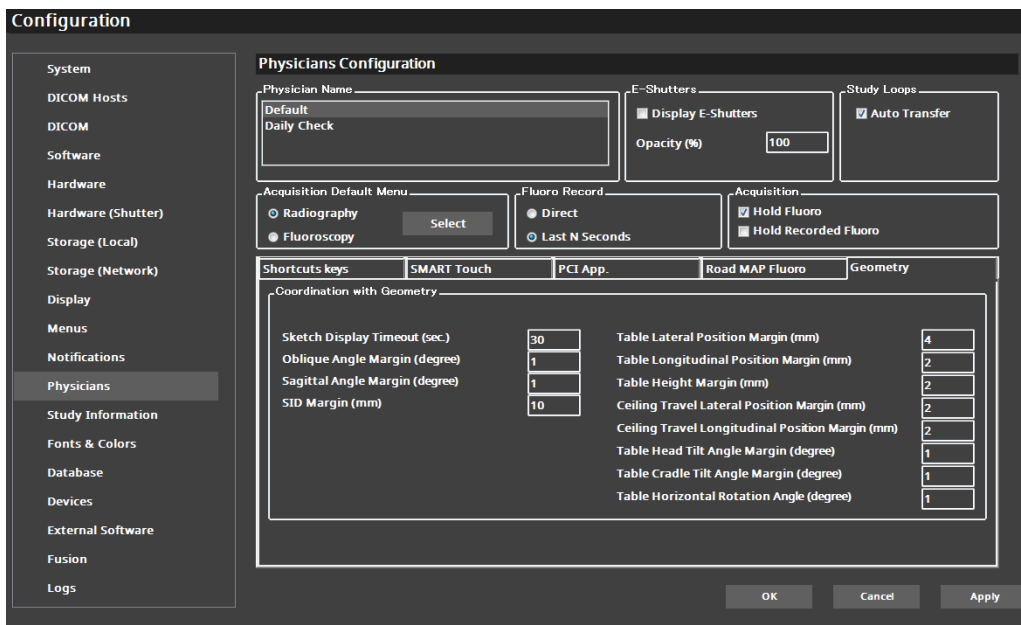 Configuration
System
DICOM Hosts
DICOM
Software
Hardware
Hardware (Shutter)
Storage (Local)
Storage (Network)
Display
Menus
Notifications
Physicians
Study Information
Fonts & Colors
Database
Devices
External Software
Fusion
Logs
Physicians Configuration
Physician Name
Default
Daily Check
E-Shutters
Display E-Shutters
Opacity (%) 100
Study Loops
Auto Transfer
Acquisition Default Menu
Radiography
Fluoroscopy
Select
Fluoro Record
Direct
Last N Seconds
Acquisition
Hold Fluoro
Hold Recorded Fluoro
Shortcuts keys SMART Touch PCI App. Road MAP Fluoro Geometry
Coordination with Geometry
Sketch Display Timeout (sec.) 30
Oblique Angle Margin (degree) 1
Sagittal Angle Margin (degree) 1
SID Margin (mm) 10
Table Lateral Position Margin (mm) 4
Table Longitudinal Position Margin (mm) 2
Table Height Margin (mm) 2
Ceiling Travel Lateral Position Margin (mm) 2
Ceiling Travel Longitudinal Position Margin (mm) 2
Table Head Tilt Angle Margin (degree) 1
Table Cradle Tilt Angle Margin (degree) 1
Table Horizontal Rotation Angle (degree) 1
OK Cancel Apply